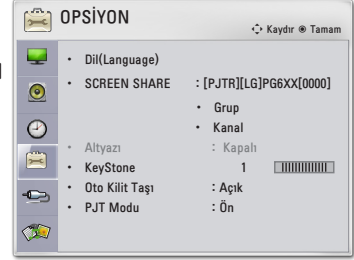 OPSİYON
Kaydır Tamam
• Dil(Language)
• SCREEN SHARE : [PJTR][LG]PG6XX[0000]
• Grup
• Kanal
• Altyazı : Kapalı
• KeyStone 1
• Oto Kilit Taşı : Açık
• PJT Modu : Ön